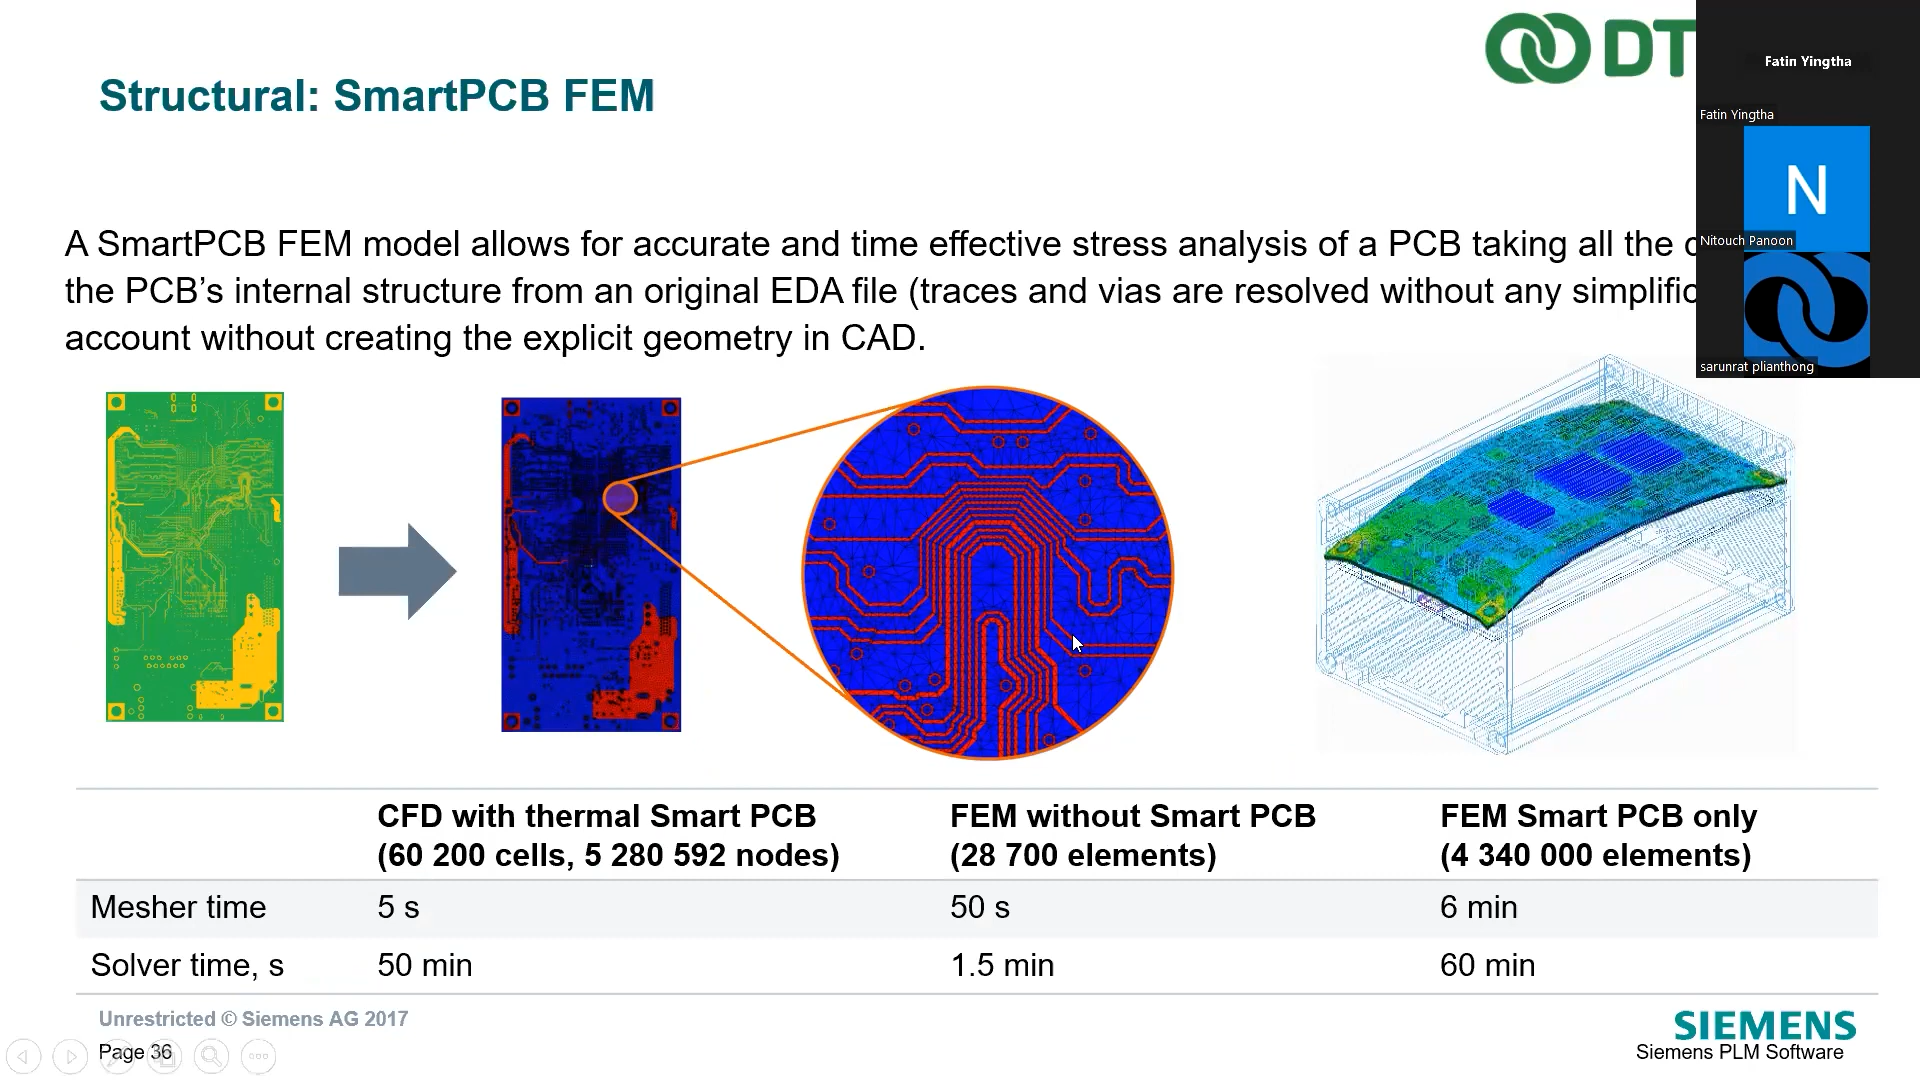 DT
Fatin Yingtha
Structural: SmartPCB FEM
Fatin Yingtha
N
Nitouch Panoon
A SmartPCB FEM model allows for accurate and time effective stress analysis of a PCB taking all the
the PCB's internal structure from an original EDA file (traces and vias are resolved without any
account without creating the explicit geometry in CAD.
sarunrat plianthong
CFD with thermal Smart PCB FEM without Smart PCB FEM Smart PCB only
(60 200 cells, 5 280 592 nodes) (28 700 elements) (4 340 000 elements)
Mesher time 5 s 50 s 6 min
Solver time, s 50 min 1.5 min 60 min
Unrestricted © Siemens AG 2017
SIEMENS
Page 36
Siemens PLM Software